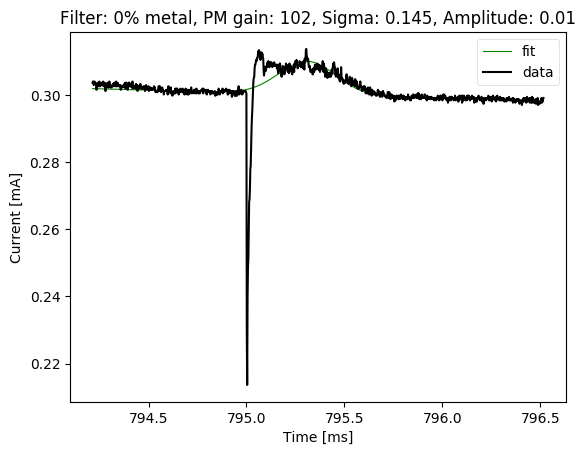 Filter: 0% metal, PM gain: 102, Sigma: 0.145, Amplitude: 0.01
fit
data
Current [mA]
0.30
0.28
0.26
0.24
0.22
794.5 795.0 795.5 796.0 796.5
Time [ms]